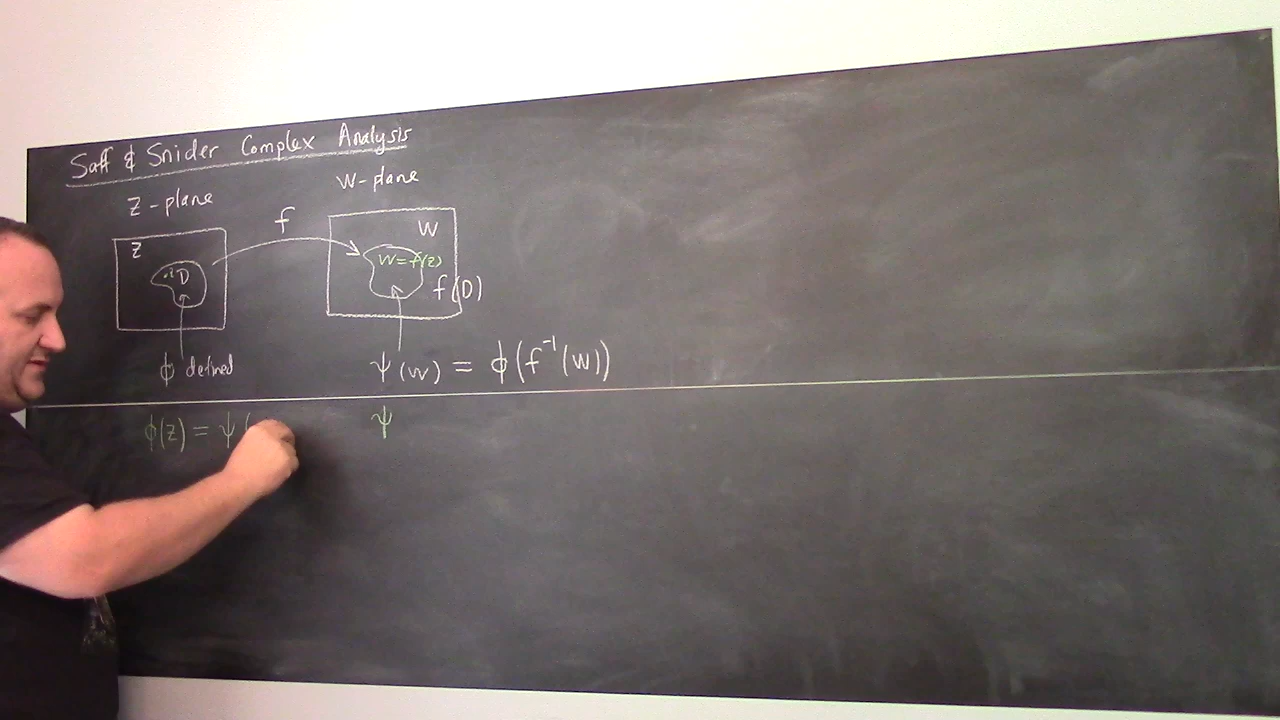 Saff & Snider Complex Analysis
Z-plane
W-plane
f
Z
D
W
W=f(z)
f(D)
ϕ defined
ψ(w) = ϕ(f⁻¹(w))
ϕ(z) = ψ(
ψ